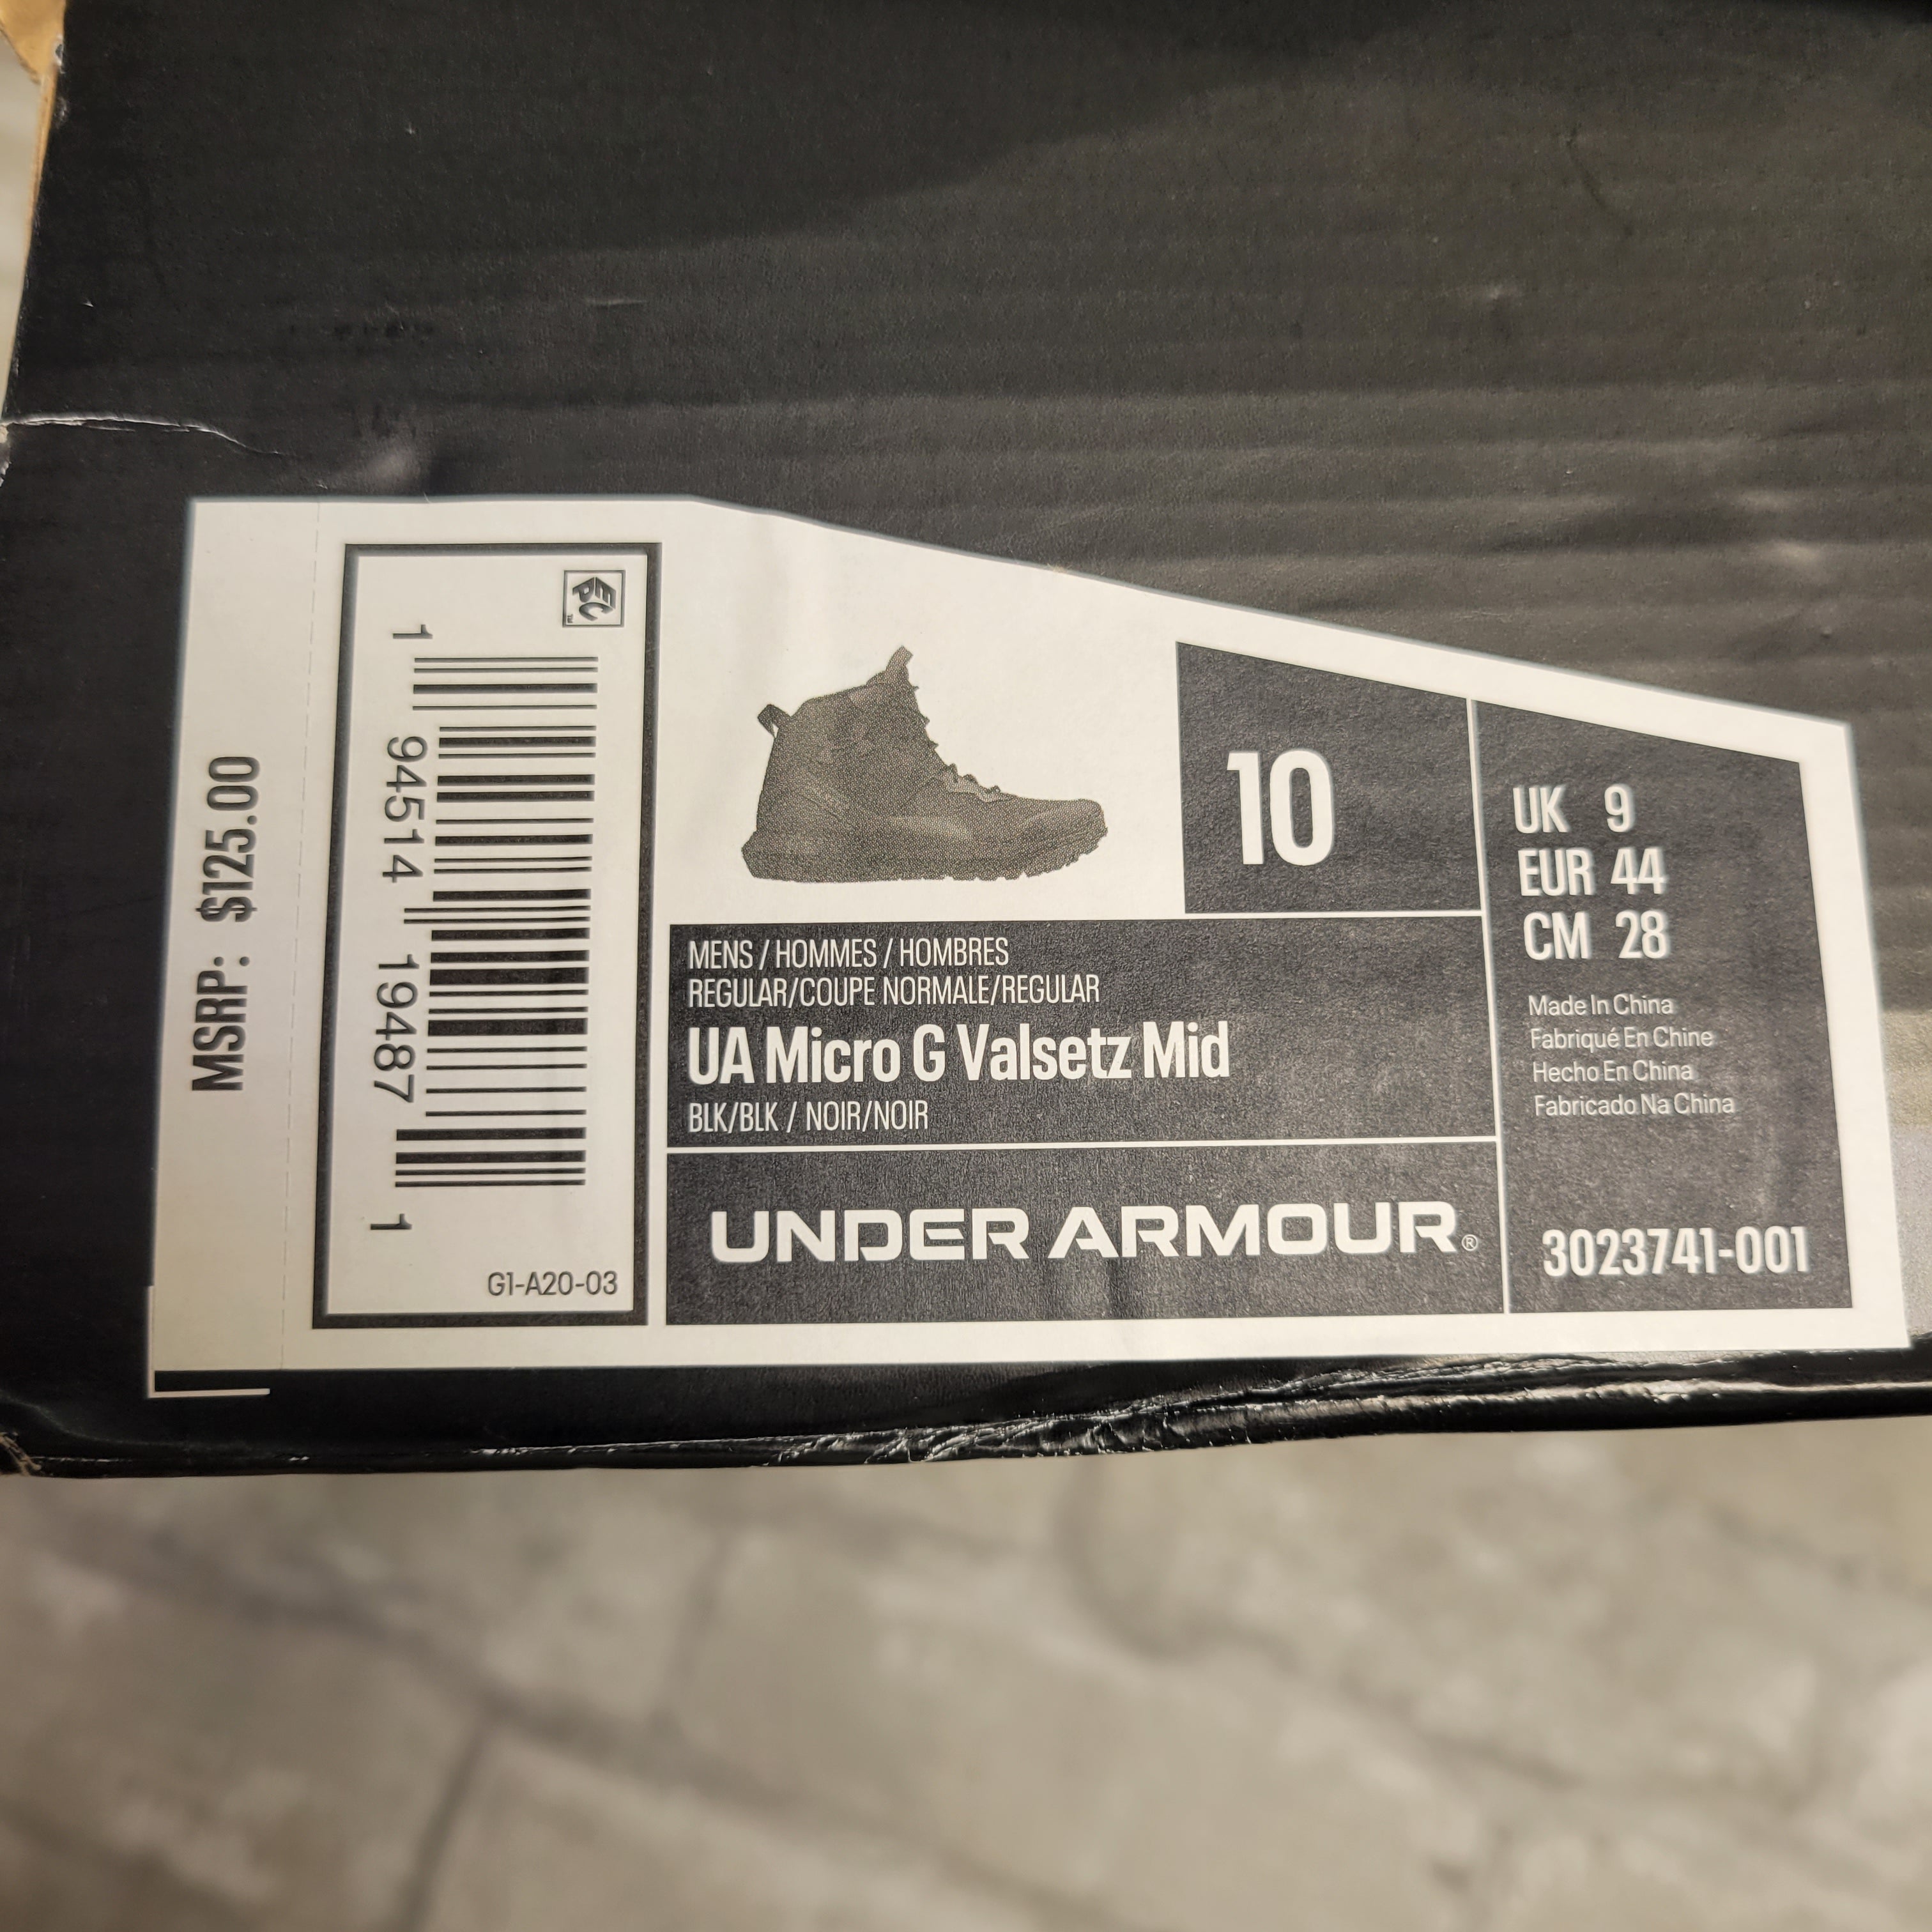 MSRP: $125.00
EPC
TM
1 94514 19487 1
G1-A20-03
10
UK 9
EUR 44
CM 28
MENS / HOMMES / HOMBRES
REGULAR/COUPE NORMALE/REGULAR
UA Micro G Valsetz Mid
BLK/BLK / NOIR/NOIR
Made In China
Fabriqué En Chine
Hecho En China
Fabricado Na China
UNDER ARMOUR®
3023741-001